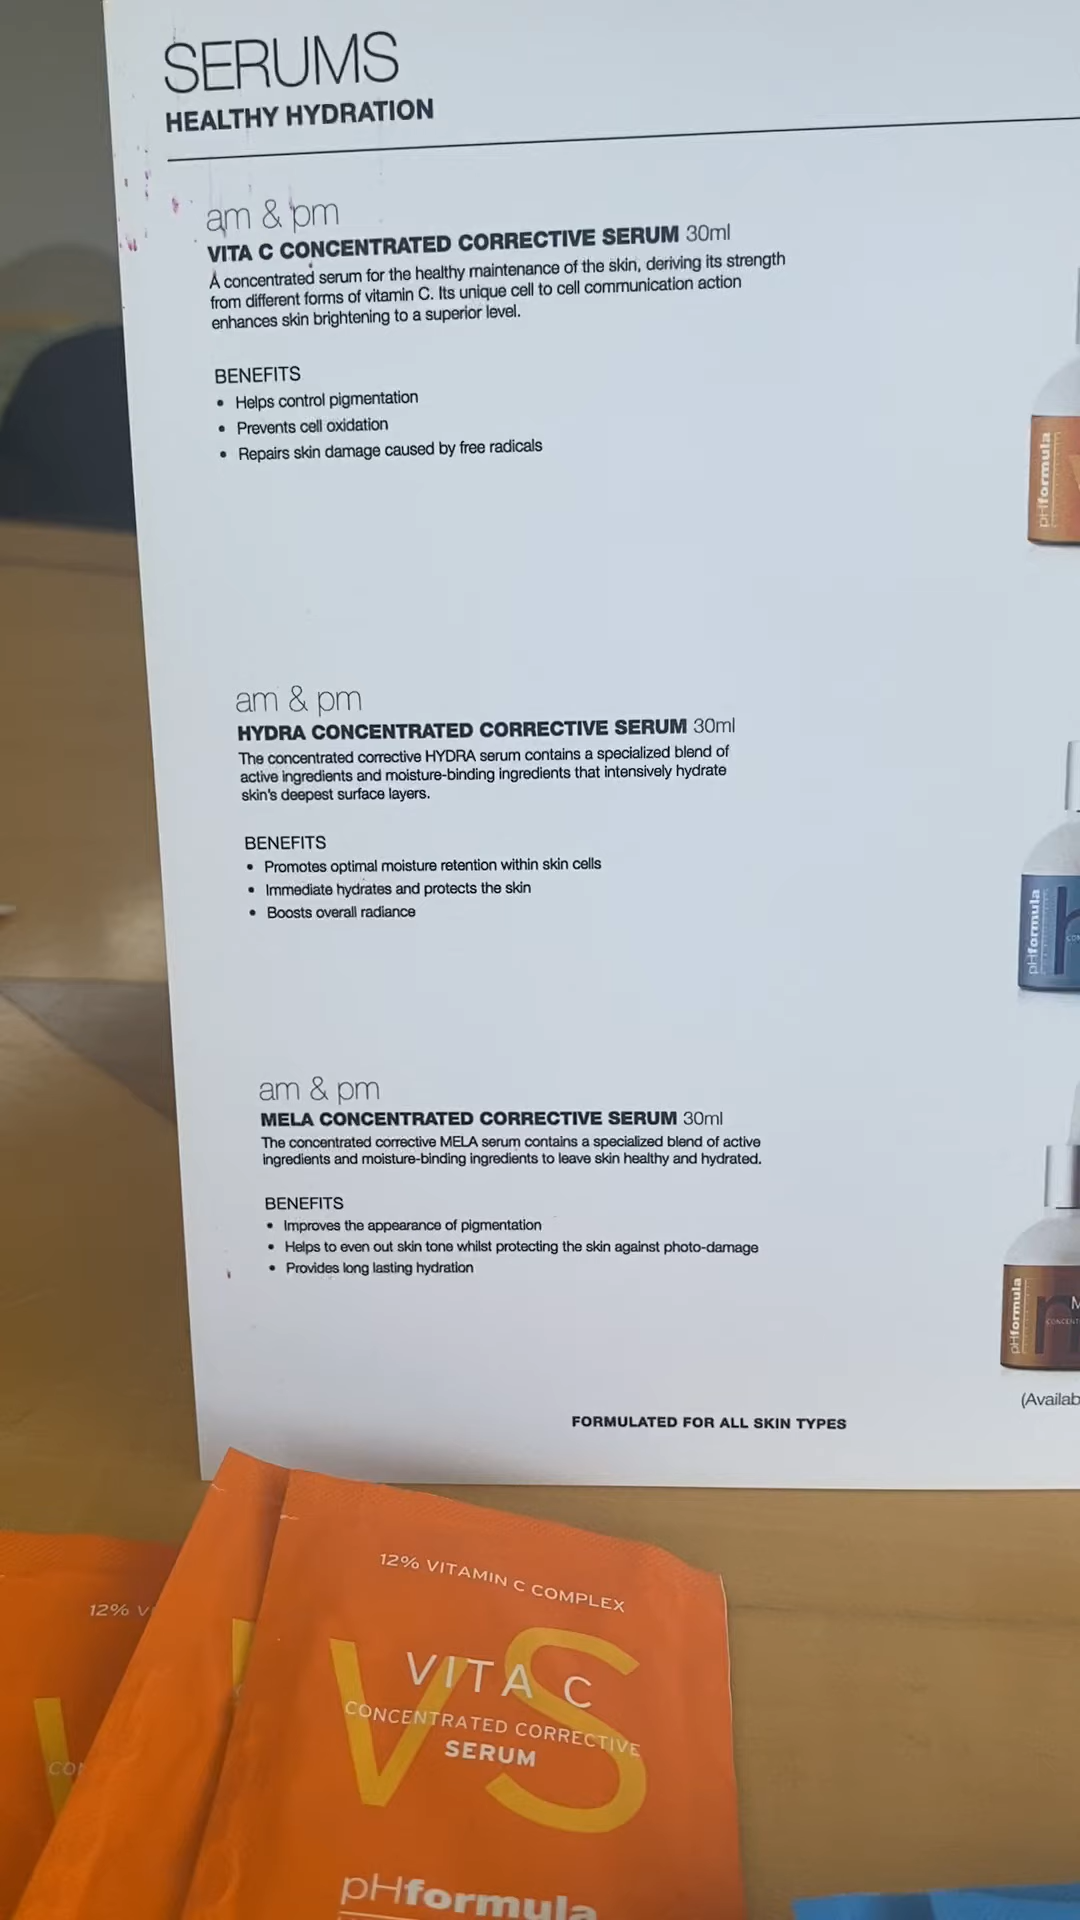 SERUMS
HEALTHY HYDRATION
am & pm
VITA C CONCENTRATED CORRECTIVE SERUM 30ml
A concentrated serum for the healthy maintenance of the skin, deriving its strength
from different forms of vitamin C. Its unique cell to cell communication action
enhances skin brightening to a superior level.
BENEFITS
• Helps control pigmentation
• Prevents cell oxidation
• Repairs skin damage caused by free radicals
pHformula
am & pm
HYDRA CONCENTRATED CORRECTIVE SERUM 30ml
The concentrated corrective HYDRA serum contains a specialized blend of
active ingredients and moisture-binding ingredients that intensively hydrate
skin's deepest surface layers.
BENEFITS
• Promotes optimal moisture retention within skin cells
• Immediate hydrates and protects the skin
• Boosts overall radiance
pHformula
am & pm
MELA CONCENTRATED CORRECTIVE SERUM 30ml
The concentrated corrective MELA serum contains a specialized blend of active
ingredients and moisture-binding ingredients to leave skin healthy and hydrated.
BENEFITS
• Improves the appearance of pigmentation
• Helps to even out skin tone whilst protecting the skin against photo-damage
• Provides long lasting hydration
pHformula
(Availab
FORMULATED FOR ALL SKIN TYPES
12% VITAMIN C COMPLEX
VS
VITA C
CONCENTRATED CORRECTIVE
SERUM
pHformula
12% V